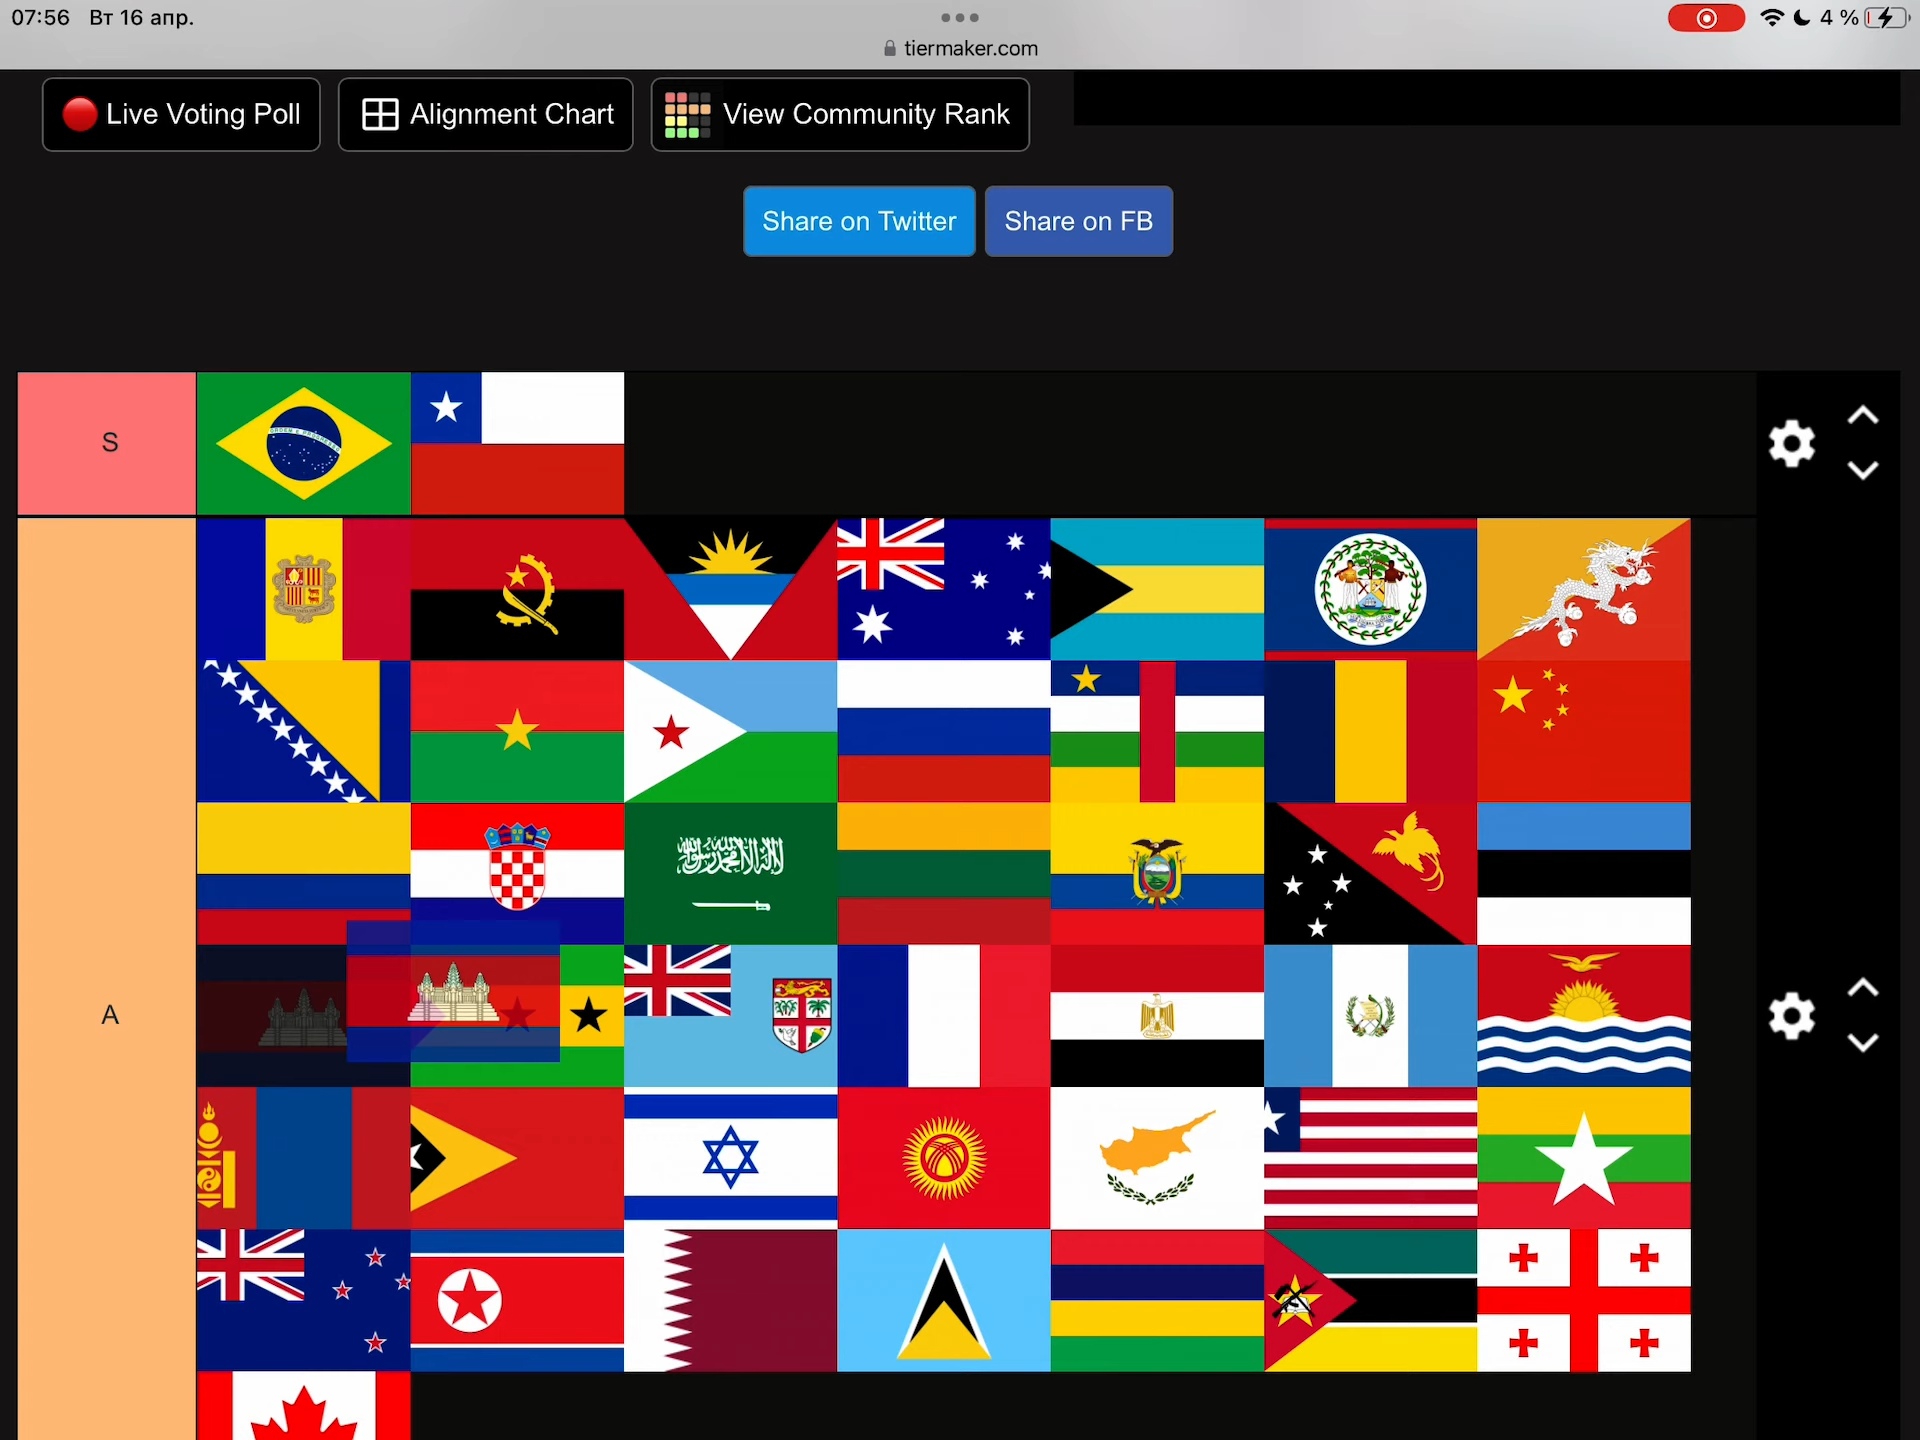 07:56 Вт 16 апр.
4 %
tiermaker.com
Live Voting Poll
Alignment Chart
View Community Rank
Share on Twitter
Share on FB
S
A